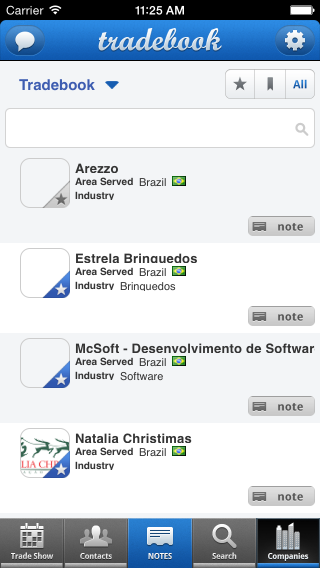 Carrier 11:25 AM
tradebook
Tradebook All
Arezzo
Area Served Brazil
Industry
note
Estrela Brinquedos
Area Served Brazil
Industry Brinquedos
note
McSoft - Desenvolvimento de Softwar
Area Served Brazil
Industry Software
note
Natalia Christimas
Area Served Brazil
Industry
note
Trade Show Contacts NOTES Search Companies